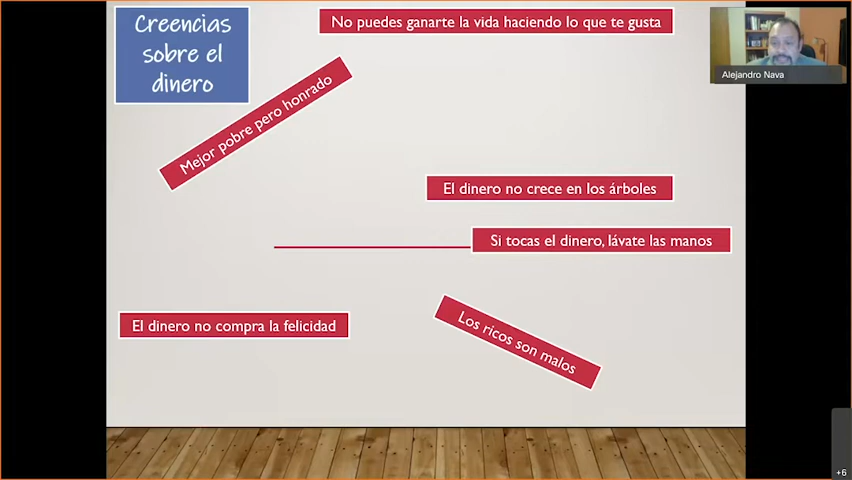 Creencias
sobre el
dinero
No puedes ganarte la vida haciendo lo que te gusta
Alejandro Nava
Mejor pobre pero honrado
El dinero no crece en los árboles
Si tocas el dinero, lávate las manos
El dinero no compra la felicidad
Los ricos son malos
+6